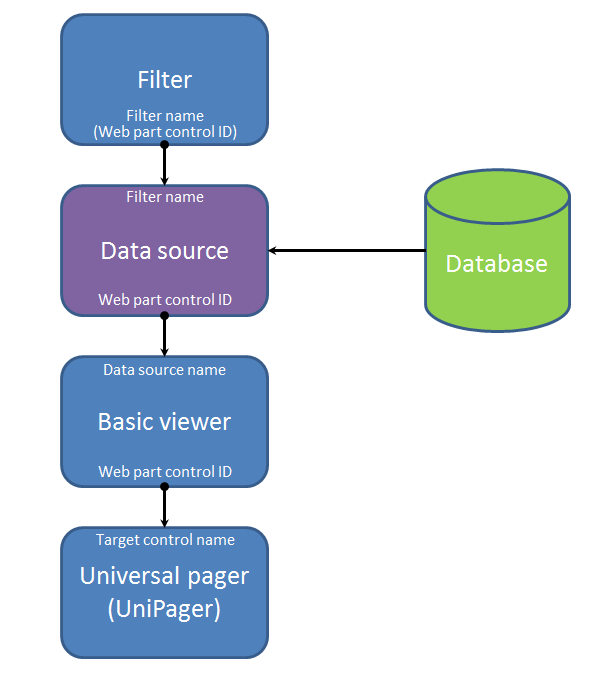 Filter
Filter name
(Web part control ID)
Filter name
Data source
Web part control ID
Database
Data source name
Basic viewer
Web part control ID
Target control name
Universal pager
(UniPager)